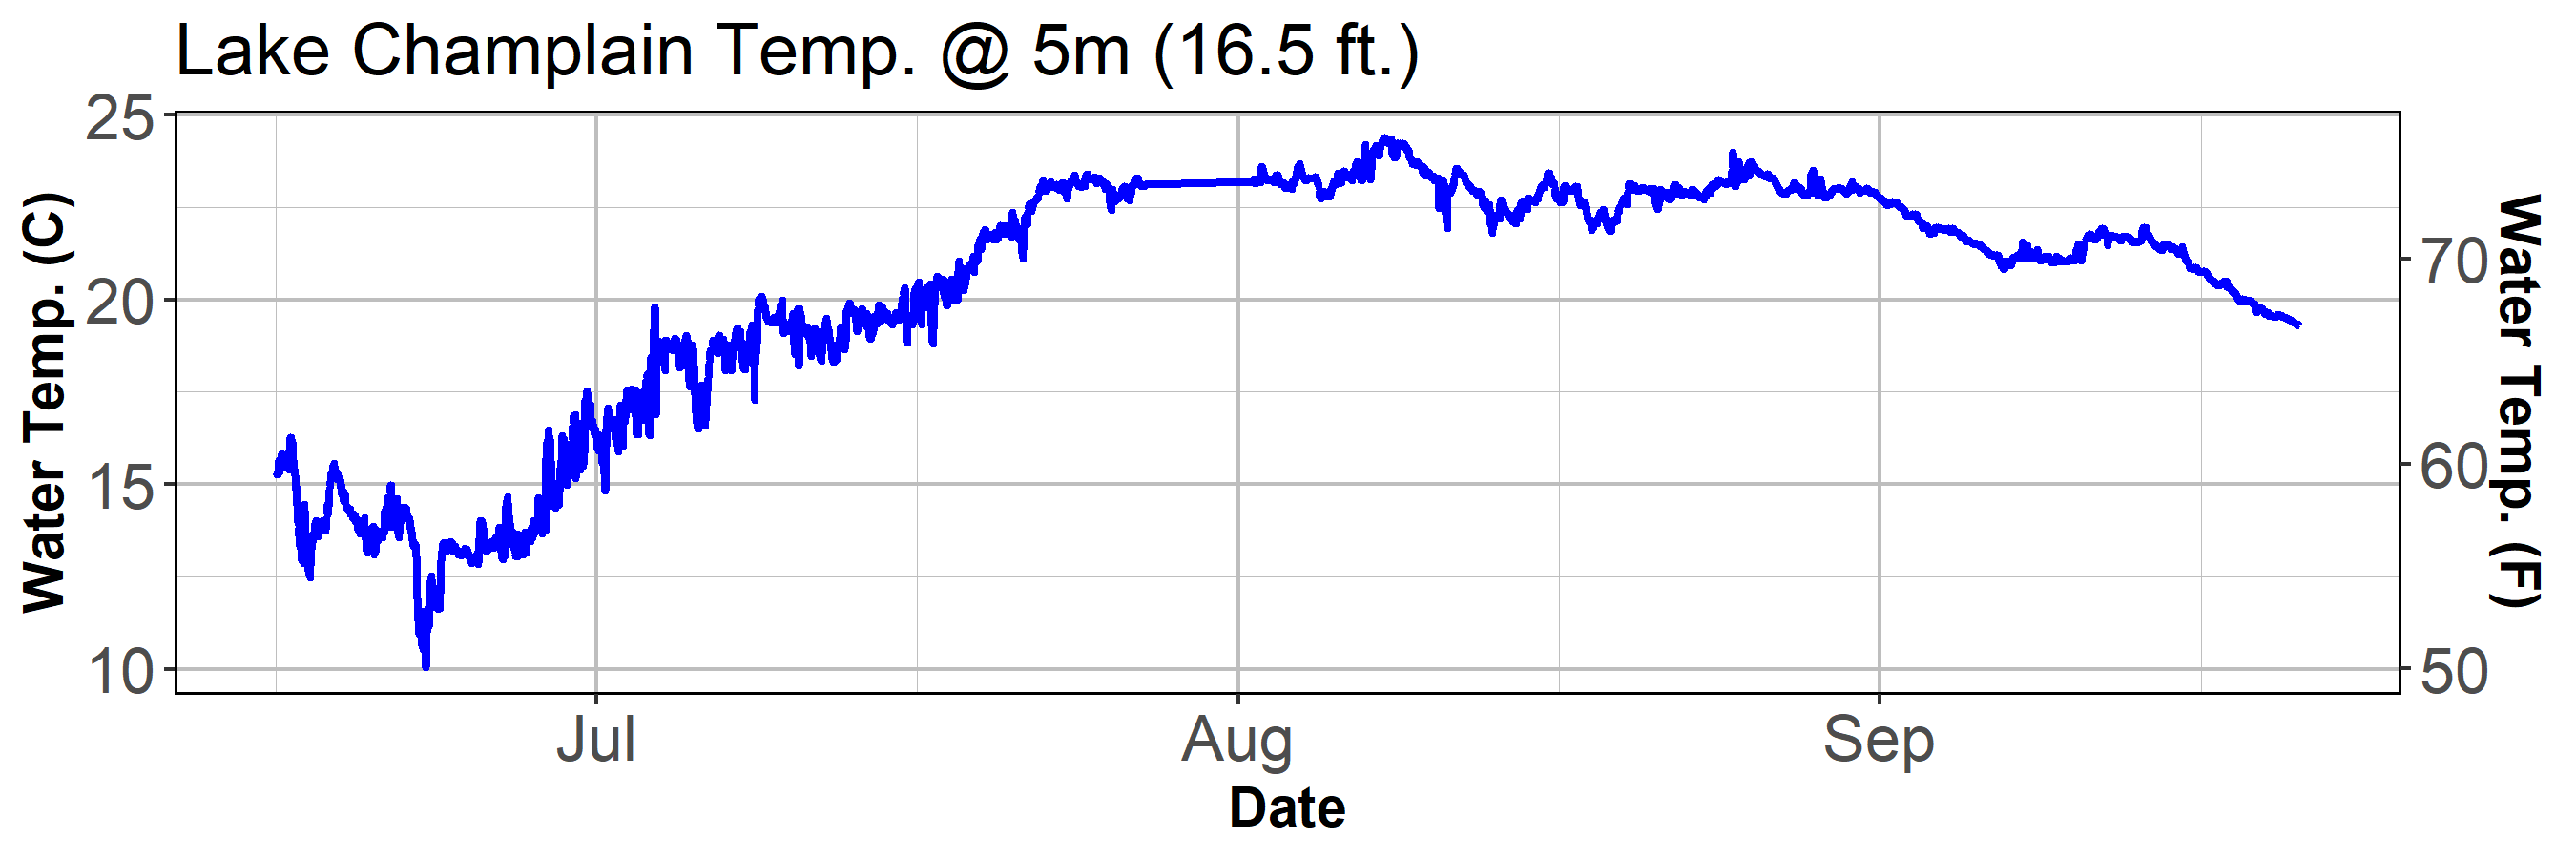 Lake Champlain Temp. @ 5m (16.5 ft.)
25
20
15
10
Water Temp. (C)
70
60
50
Water Temp. (F)
Jul
Aug
Sep
Date